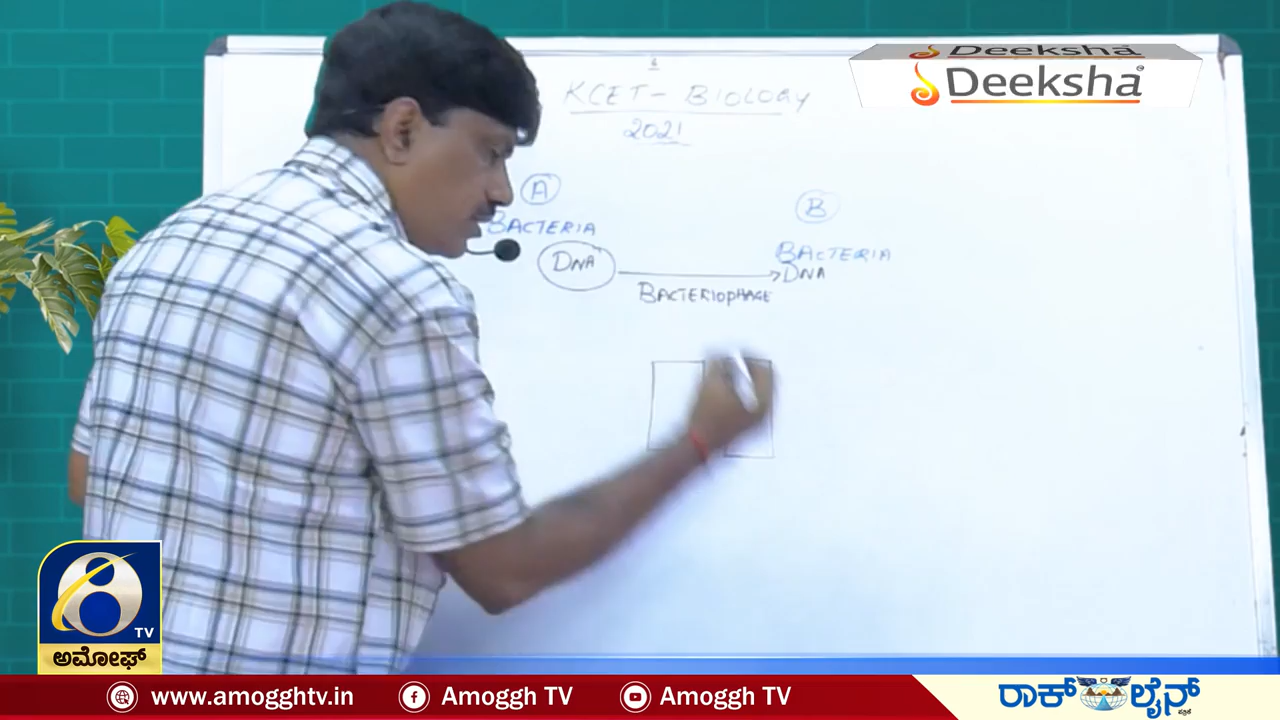 Deeksha
Deeksha
KCET - BIOLOGY
2021
A
BACTERIA
DNA
BACTERIOPHAGE
B
BACTERIA
DNA
TV
ಅಮೋಘ್
www.amogghtv.in
Amoggh TV
Amoggh TV
ರಾಕ್ ಲೈನ್